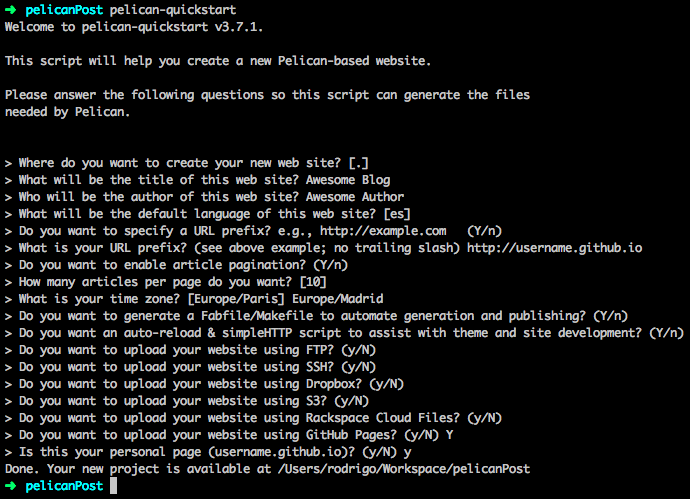 ➜ pelicanPost pelican-quickstart
Welcome to pelican-quickstart v3.7.1.
This script will help you create a new Pelican-based website.
Please answer the following questions so this script can generate the files
needed by Pelican.
> Where do you want to create your new web site? [.]
> What will be the title of this web site? Awesome Blog
> Who will be the author of this web site? Awesome Author
> What will be the default language of this web site? [es]
> Do you want to specify a URL prefix? e.g., http://example.com (Y/n)
> What is your URL prefix? (see above example; no trailing slash) http://username.github.io
> Do you want to enable article pagination? (Y/n)
> How many articles per page do you want? [10]
> What is your time zone? [Europe/Paris] Europe/Madrid
> Do you want to generate a Fabfile/Makefile to automate generation and publishing? (Y/n)
> Do you want an auto-reload & simpleHTTP script to assist with theme and site development? (Y/n)
> Do you want to upload your website using FTP? (y/N)
> Do you want to upload your website using SSH? (y/N)
> Do you want to upload your website using Dropbox? (y/N)
> Do you want to upload your website using S3? (y/N)
> Do you want to upload your website using Rackspace Cloud Files? (y/N)
> Do you want to upload your website using GitHub Pages? (y/N) Y
> Is this your personal page (username.github.io)? (y/N) y
Done. Your new project is available at /Users/rodrigo/Workspace/pelicanPost
➜ pelicanPost